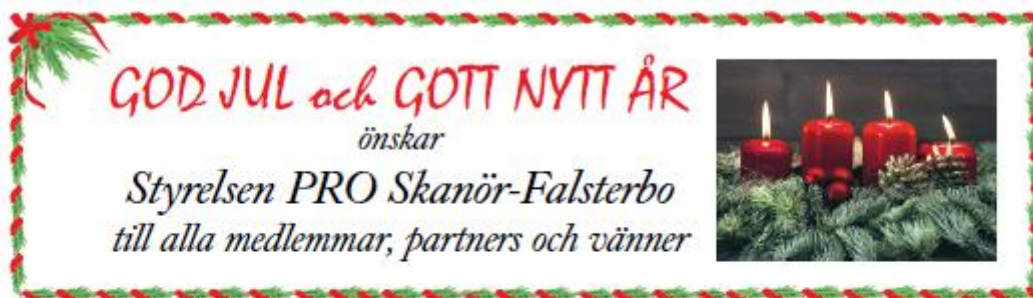 GOD JUL och GOTT NYTT ÅR
önskar
Styrelsen PRO Skanör-Falsterbo
till alla medlemmar, partners och vänner